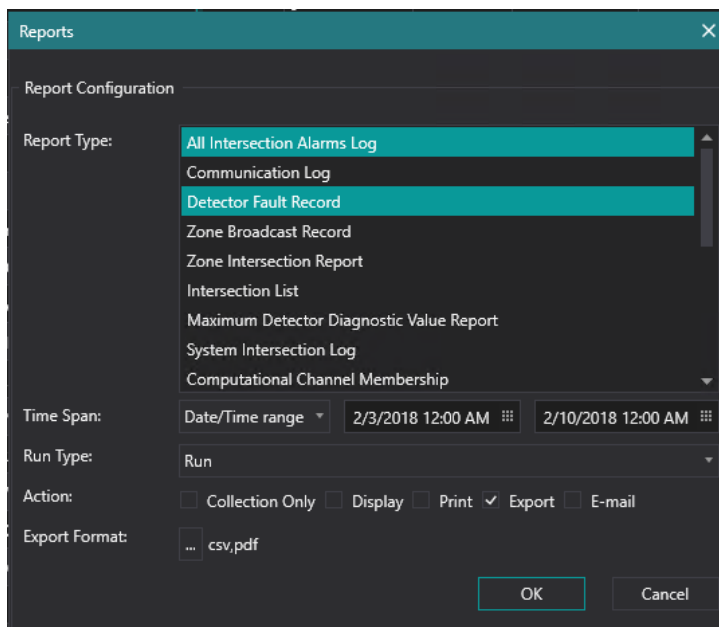 Reports
Report Configuration
Report Type:
All Intersection Alarms Log
Communication Log
Detector Fault Record
Zone Broadcast Record
Zone Intersection Report
Intersection List
Maximum Detector Diagnostic Value Report
System Intersection Log
Computational Channel Membership
Time Span: Date/Time range 2/3/2018 12:00 AM 2/10/2018 12:00 AM
Run Type: Run
Action: Collection Only Display Print Export E-mail
Export Format: ... csv,pdf
OK Cancel